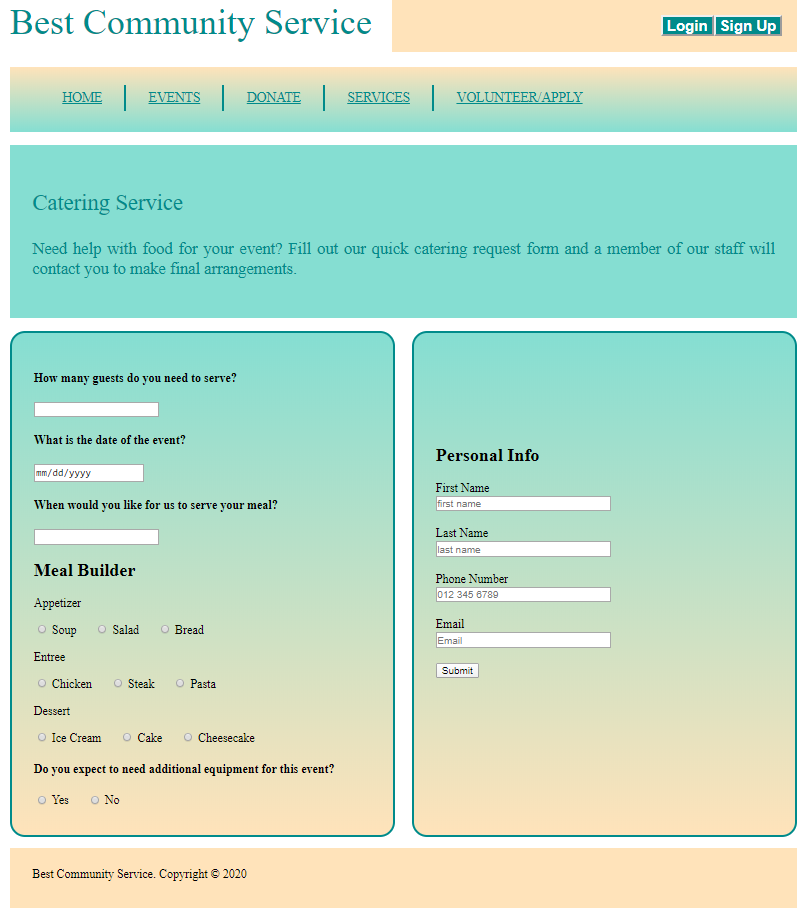 Best Community Service
Login Sign Up
HOME EVENTS DONATE SERVICES VOLUNTEER/APPLY
Catering Service
Need help with food for your event? Fill out our quick catering request form and a member of our staff will
contact you to make final arrangements.
How many guests do you need to serve?
What is the date of the event?
mm/dd/yyyy
When would you like for us to serve your meal?
Meal Builder
Appetizer
Soup Salad Bread
Entree
Chicken Steak Pasta
Dessert
Ice Cream Cake Cheesecake
Do you expect to need additional equipment for this event?
Yes No
Personal Info
First Name
first name
Last Name
last name
Phone Number
012 345 6789
Email
Email
Submit
Best Community Service. Copyright © 2020